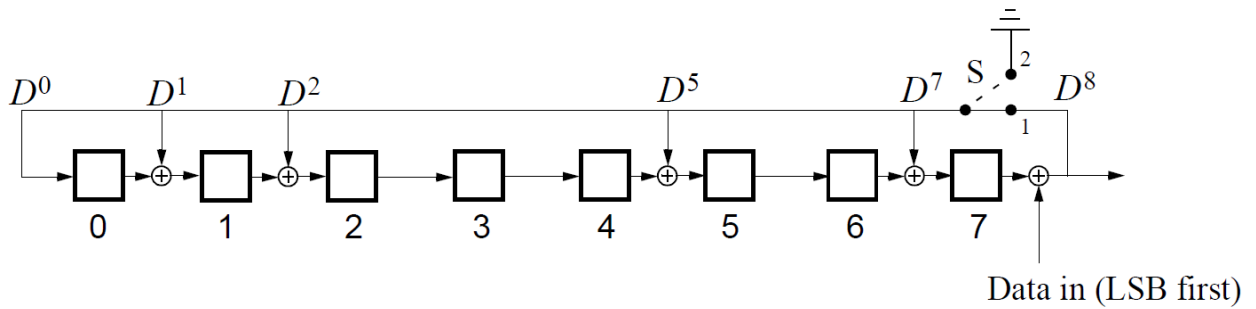 S 2
D⁰ D¹ D² D⁵ D⁷ D⁸
1
0 1 2 3 4 5 6 7
Data in (LSB first)